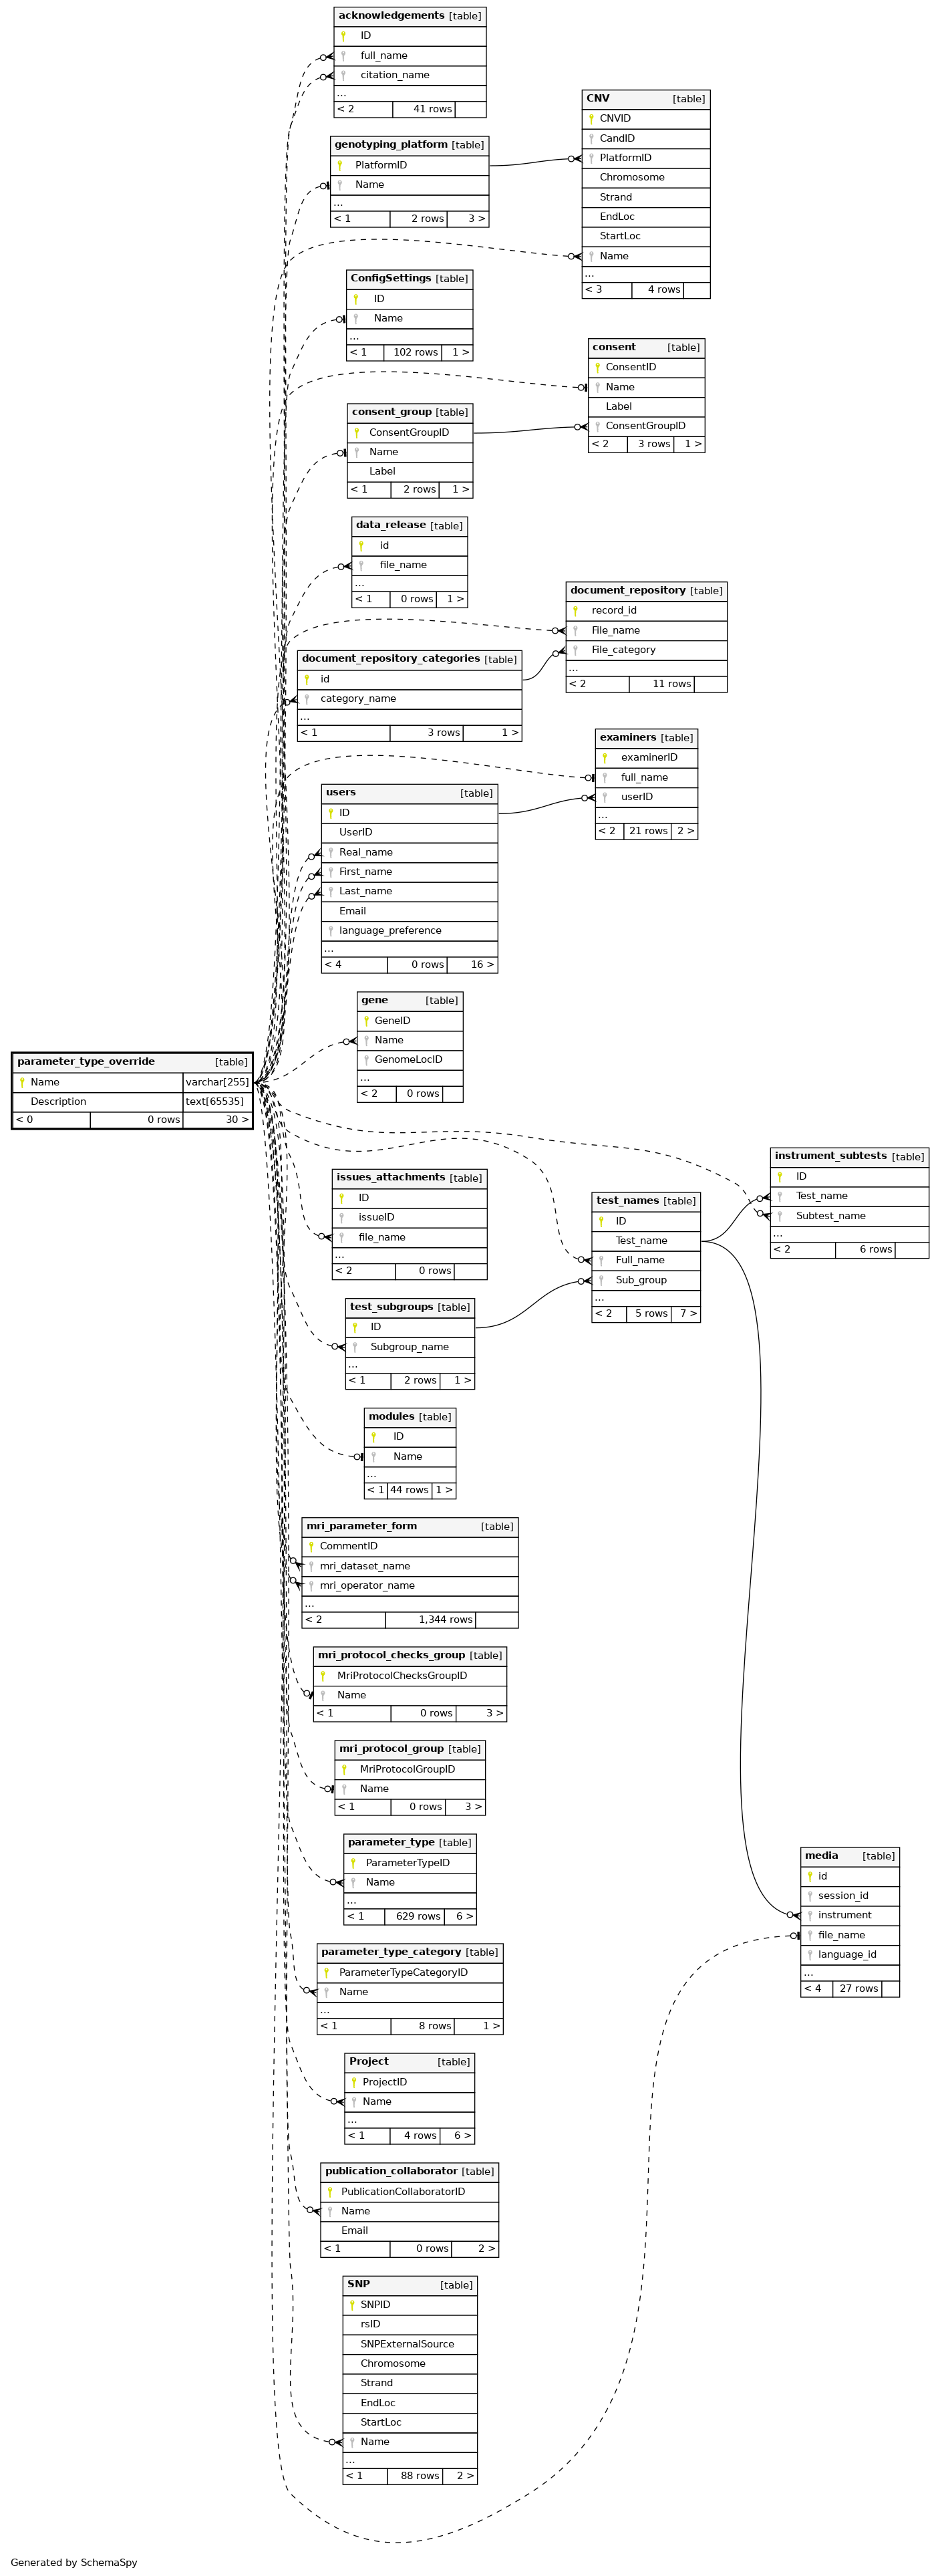 acknowledgements [table]
ID
full_name
citation_name
...
< 2 41 rows
CNV [table]
CNVID
CandID
PlatformID
Chromosome
Strand
EndLoc
StartLoc
Name
...
< 3 4 rows
genotyping_platform [table]
PlatformID
Name
...
< 1 2 rows 3 >
ConfigSettings [table]
ID
Name
...
< 1 102 rows 1 >
consent [table]
ConsentID
Name
Label
ConsentGroupID
< 2 3 rows 1 >
consent_group [table]
ConsentGroupID
Name
Label
< 1 2 rows 1 >
data_release [table]
id
file_name
...
< 1 0 rows 1 >
document_repository [table]
record_id
File_name
File_category
...
< 2 11 rows
document_repository_categories [table]
id
category_name
...
< 1 3 rows 1 >
examiners [table]
examinerID
full_name
userID
...
< 2 21 rows 2 >
users [table]
ID
UserID
Real_name
First_name
Last_name
Email
language_preference
...
< 4 0 rows 16 >
gene [table]
GeneID
Name
GenomeLocID
...
< 2 0 rows
parameter_type_override [table]
Name varchar[255]
Description text[65535]
< 0 0 rows 30 >
instrument_subtests [table]
ID
Test_name
Subtest_name
...
< 2 6 rows
issues_attachments [table]
ID
issueID
file_name
...
< 2 0 rows
test_names [table]
ID
Test_name
Full_name
Sub_group
...
< 2 5 rows 7 >
test_subgroups [table]
ID
Subgroup_name
...
< 1 2 rows 1 >
modules [table]
ID
Name
...
< 1 44 rows 1 >
mri_parameter_form [table]
CommentID
mri_dataset_name
mri_operator_name
...
< 2 1,344 rows
mri_protocol_checks_group [table]
MriProtocolChecksGroupID
Name
< 1 0 rows 3 >
mri_protocol_group [table]
MriProtocolGroupID
Name
< 1 0 rows 3 >
parameter_type [table]
ParameterTypeID
Name
...
< 1 629 rows 6 >
media [table]
id
session_id
instrument
file_name
language_id
...
< 4 27 rows
parameter_type_category [table]
ParameterTypeCategoryID
Name
...
< 1 8 rows 1 >
Project [table]
ProjectID
Name
...
< 1 4 rows 6 >
publication_collaborator [table]
PublicationCollaboratorID
Name
Email
< 1 0 rows 2 >
SNP [table]
SNPID
rsID
SNPExternalSource
Chromosome
Strand
EndLoc
StartLoc
Name
...
< 1 88 rows 2 >
Generated by SchemaSpy